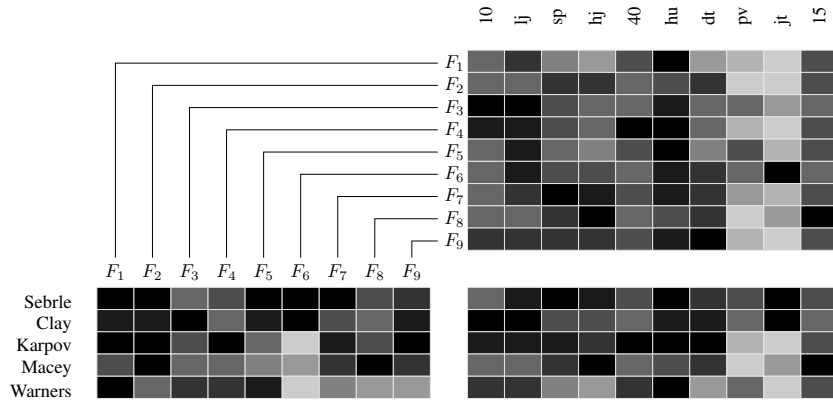 10 lj sp hj 40 hu dt pv jt 15
F1
F2
F3
F4
F5
F6
F7
F8
F9
F1 F2 F3 F4 F5 F6 F7 F8 F9
Sebrle
Clay
Karpov
Macey
Warners